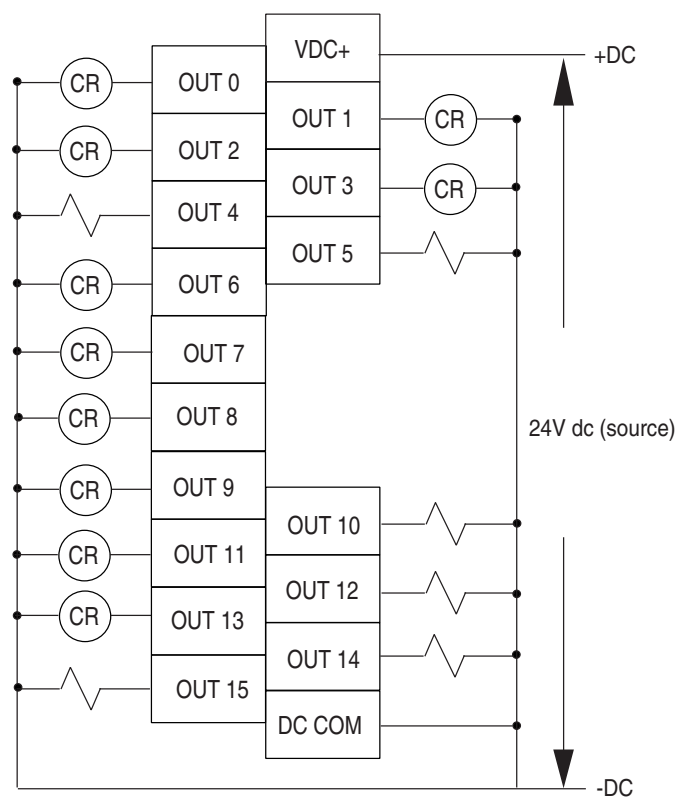 VDC+
+DC
CR
OUT 0
OUT 1
CR
CR
OUT 2
OUT 3
CR
OUT 4
OUT 5
CR
OUT 6
CR
OUT 7
CR
OUT 8
24V dc (source)
CR
OUT 9
OUT 10
CR
OUT 11
OUT 12
CR
OUT 13
OUT 14
OUT 15
DC COM
-DC